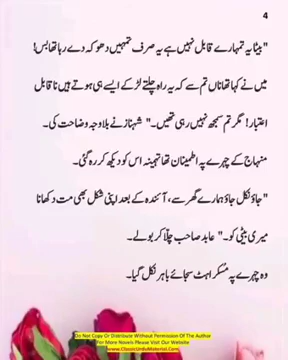 4
"بیٹا یہ تمہارے قابل نہیں ہے یہ صرف تمہیں دھوکہ دے رہا تھا بس!
میں نے کہا تھا ناں تم سے کہ یہ راہ چلتے لڑکے ایسے ہی ہوتے ہیں نا قابل
اعتبار! مگر تم سمجھ نہیں رہی تھیں۔" شہناز نے بلاوجہ وضاحت کی۔
منہاج کے چہرے پہ اطمینان تھا تہینہ اس کو دیکھ کر رہ گئی۔
"جاؤ نکل جاؤ ہمارے گھر سے، آئندہ کے بعد اپنی شکل بھی مت دکھانا
میری بیٹی کو۔" عابد صاحب چلّا کر بولے۔
وہ چہرے پہ مسکراہٹ سجائے باہر نکل گیا۔
Do Not Copy Or Distribute Without Permission Of The Author
For More Novels Please Visit Our Website
www.ClassicUrduMaterial.Com